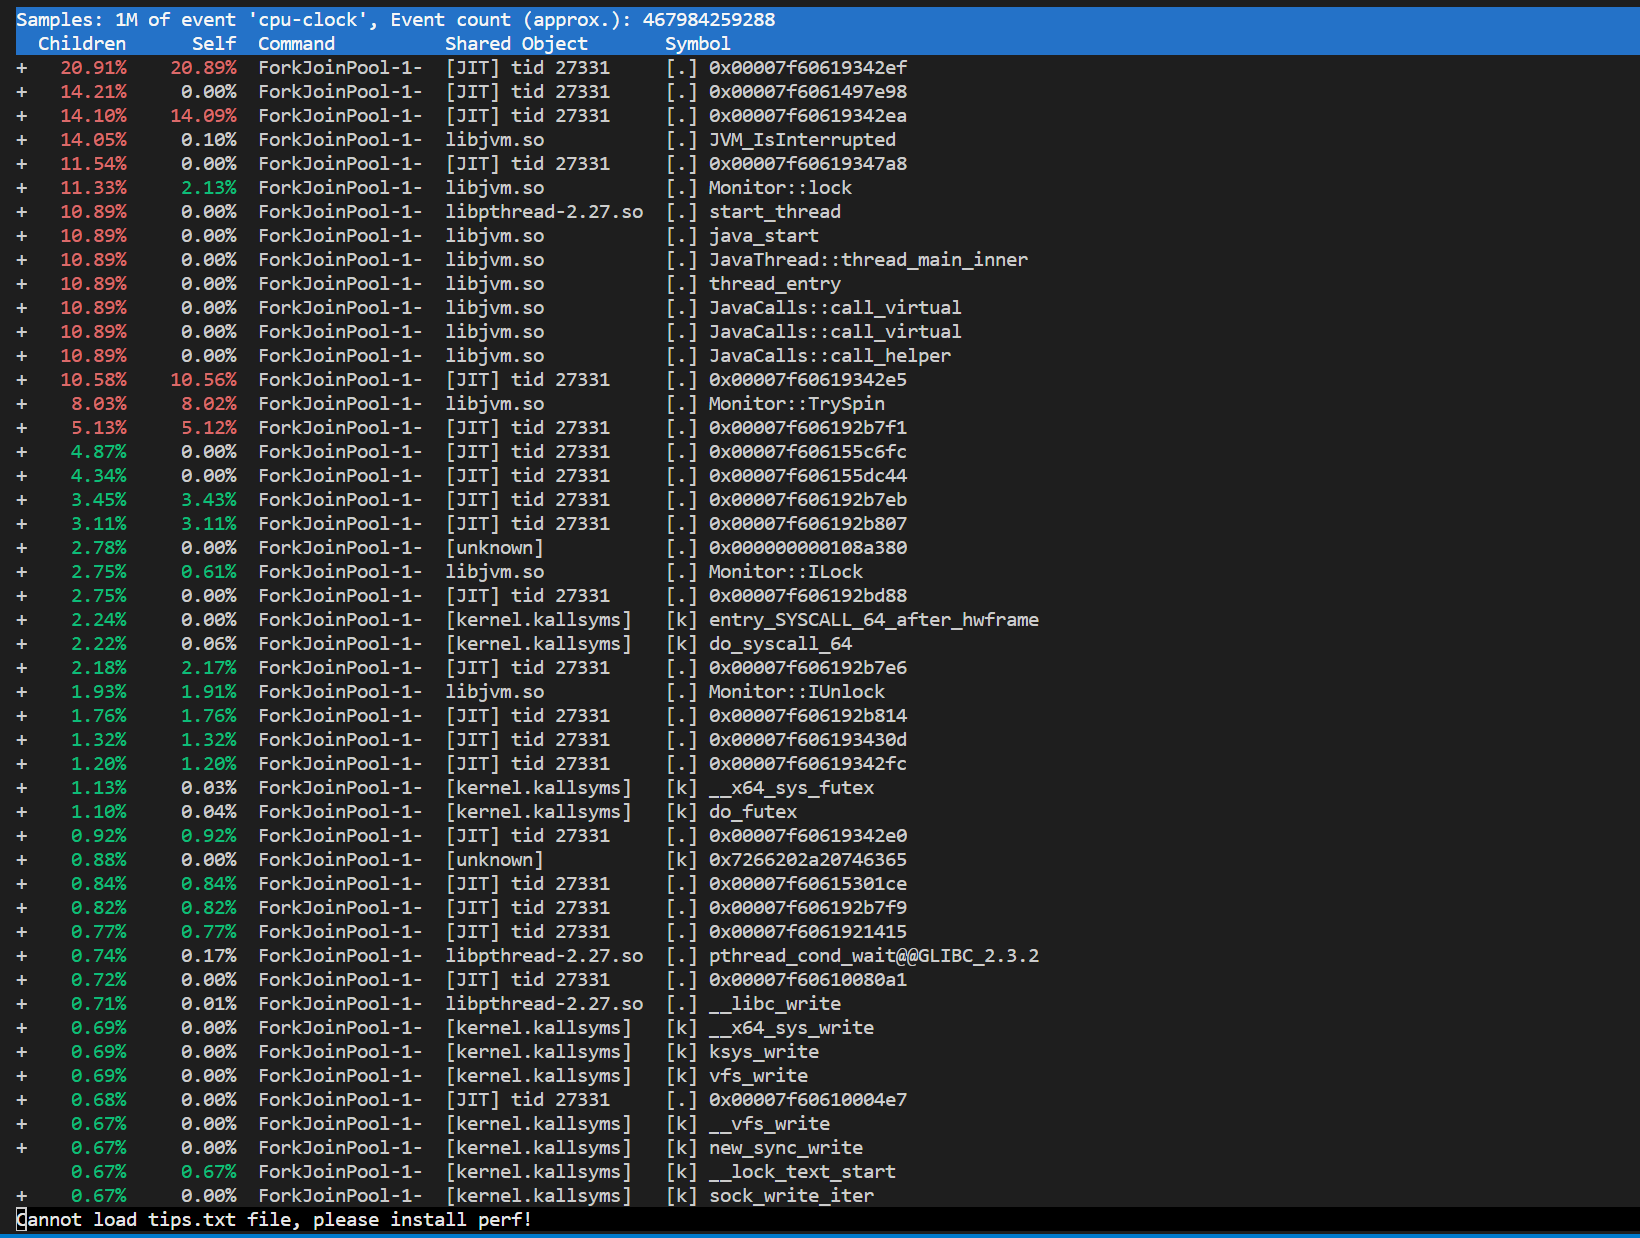 Samples: 1M of event 'cpu-clock', Event count (approx.): 467984259288
Children Self Command Shared Object Symbol
+ 20.91% 20.89% ForkJoinPool-1- [JIT] tid 27331 [.] 0x00007f60619342ef
+ 14.21% 0.00% ForkJoinPool-1- [JIT] tid 27331 [.] 0x00007f6061497e98
+ 14.10% 14.09% ForkJoinPool-1- [JIT] tid 27331 [.] 0x00007f60619342ea
+ 14.05% 0.10% ForkJoinPool-1- libjvm.so [.] JVM_IsInterrupted
+ 11.54% 0.00% ForkJoinPool-1- [JIT] tid 27331 [.] 0x00007f60619347a8
+ 11.33% 2.13% ForkJoinPool-1- libjvm.so [.] Monitor::lock
+ 10.89% 0.00% ForkJoinPool-1- libpthread-2.27.so [.] start_thread
+ 10.89% 0.00% ForkJoinPool-1- libjvm.so [.] java_start
+ 10.89% 0.00% ForkJoinPool-1- libjvm.so [.] JavaThread::thread_main_inner
+ 10.89% 0.00% ForkJoinPool-1- libjvm.so [.] thread_entry
+ 10.89% 0.00% ForkJoinPool-1- libjvm.so [.] JavaCalls::call_virtual
+ 10.89% 0.00% ForkJoinPool-1- libjvm.so [.] JavaCalls::call_virtual
+ 10.89% 0.00% ForkJoinPool-1- libjvm.so [.] JavaCalls::call_helper
+ 10.58% 10.56% ForkJoinPool-1- [JIT] tid 27331 [.] 0x00007f60619342e5
+ 8.03% 8.02% ForkJoinPool-1- libjvm.so [.] Monitor::TrySpin
+ 5.13% 5.12% ForkJoinPool-1- [JIT] tid 27331 [.] 0x00007f606192b7f1
+ 4.87% 0.00% ForkJoinPool-1- [JIT] tid 27331 [.] 0x00007f606155c6fc
+ 4.34% 0.00% ForkJoinPool-1- [JIT] tid 27331 [.] 0x00007f606155dc44
+ 3.45% 3.43% ForkJoinPool-1- [JIT] tid 27331 [.] 0x00007f606192b7eb
+ 3.11% 3.11% ForkJoinPool-1- [JIT] tid 27331 [.] 0x00007f606192b807
+ 2.78% 0.00% ForkJoinPool-1- [unknown] [.] 0x000000000108a380
+ 2.75% 0.61% ForkJoinPool-1- libjvm.so [.] Monitor::ILock
+ 2.75% 0.00% ForkJoinPool-1- [JIT] tid 27331 [.] 0x00007f606192bd88
+ 2.24% 0.00% ForkJoinPool-1- [kernel.kallsyms] [k] entry_SYSCALL_64_after_hwframe
+ 2.22% 0.06% ForkJoinPool-1- [kernel.kallsyms] [k] do_syscall_64
+ 2.18% 2.17% ForkJoinPool-1- [JIT] tid 27331 [.] 0x00007f606192b7e6
+ 1.93% 1.91% ForkJoinPool-1- libjvm.so [.] Monitor::IUnlock
+ 1.76% 1.76% ForkJoinPool-1- [JIT] tid 27331 [.] 0x00007f606192b814
+ 1.32% 1.32% ForkJoinPool-1- [JIT] tid 27331 [.] 0x00007f606193430d
+ 1.20% 1.20% ForkJoinPool-1- [JIT] tid 27331 [.] 0x00007f60619342fc
+ 1.13% 0.03% ForkJoinPool-1- [kernel.kallsyms] [k] __x64_sys_futex
+ 1.10% 0.04% ForkJoinPool-1- [kernel.kallsyms] [k] do_futex
+ 0.92% 0.92% ForkJoinPool-1- [JIT] tid 27331 [.] 0x00007f60619342e0
+ 0.88% 0.00% ForkJoinPool-1- [unknown] [k] 0x7266202a20746365
+ 0.84% 0.84% ForkJoinPool-1- [JIT] tid 27331 [.] 0x00007f60615301ce
+ 0.82% 0.82% ForkJoinPool-1- [JIT] tid 27331 [.] 0x00007f606192b7f9
+ 0.77% 0.77% ForkJoinPool-1- [JIT] tid 27331 [.] 0x00007f6061921415
+ 0.74% 0.17% ForkJoinPool-1- libpthread-2.27.so [.] pthread_cond_wait@@GLIBC_2.3.2
+ 0.72% 0.00% ForkJoinPool-1- [JIT] tid 27331 [.] 0x00007f60610080a1
+ 0.71% 0.01% ForkJoinPool-1- libpthread-2.27.so [.] __libc_write
+ 0.69% 0.00% ForkJoinPool-1- [kernel.kallsyms] [k] __x64_sys_write
+ 0.69% 0.00% ForkJoinPool-1- [kernel.kallsyms] [k] ksys_write
+ 0.69% 0.00% ForkJoinPool-1- [kernel.kallsyms] [k] vfs_write
+ 0.68% 0.00% ForkJoinPool-1- [JIT] tid 27331 [.] 0x00007f60610004e7
+ 0.67% 0.00% ForkJoinPool-1- [kernel.kallsyms] [k] __vfs_write
+ 0.67% 0.00% ForkJoinPool-1- [kernel.kallsyms] [k] new_sync_write
0.67% 0.67% ForkJoinPool-1- [kernel.kallsyms] [k] __lock_text_start
+ 0.67% 0.00% ForkJoinPool-1- [kernel.kallsyms] [k] sock_write_iter
Cannot load tips.txt file, please install perf!